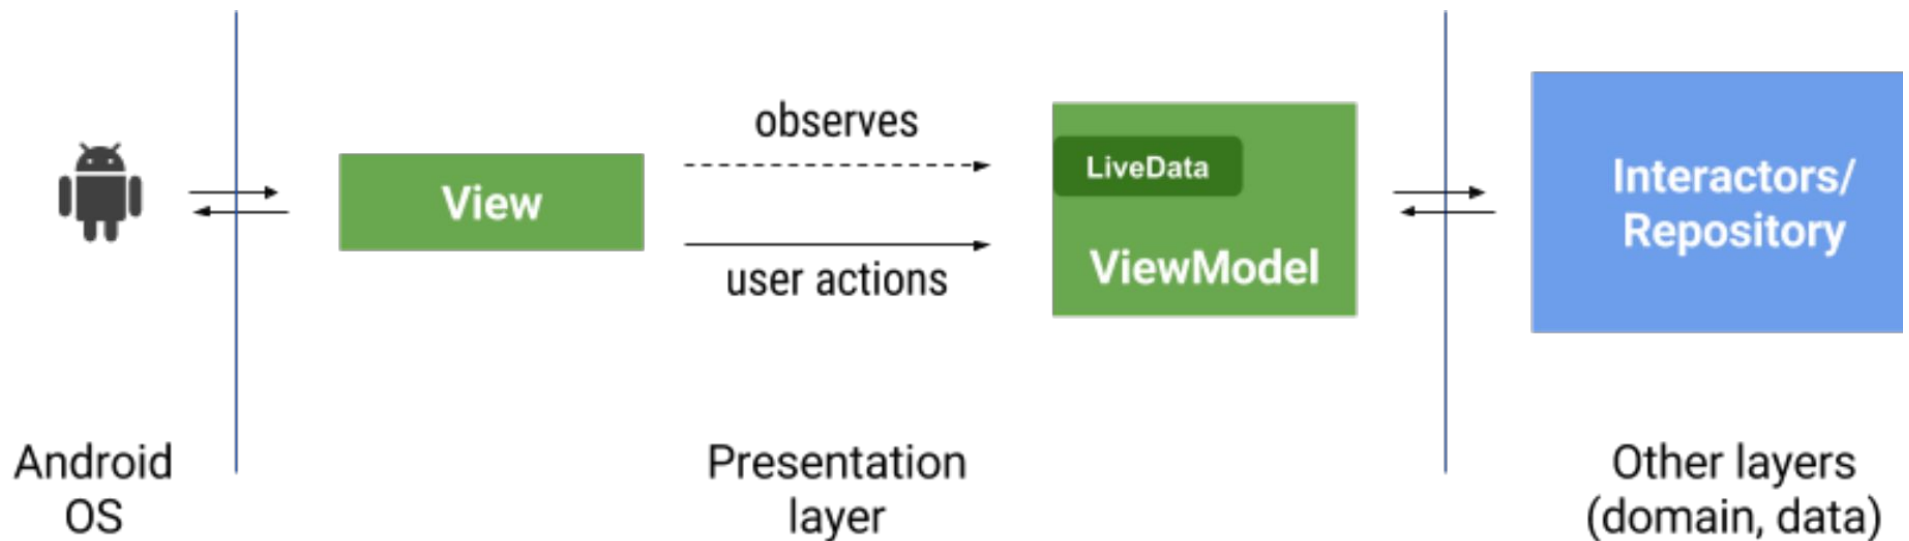 observes
View
LiveData
ViewModel
user actions
Interactors/
Repository
Android
OS
Presentation
layer
Other layers
(domain, data)